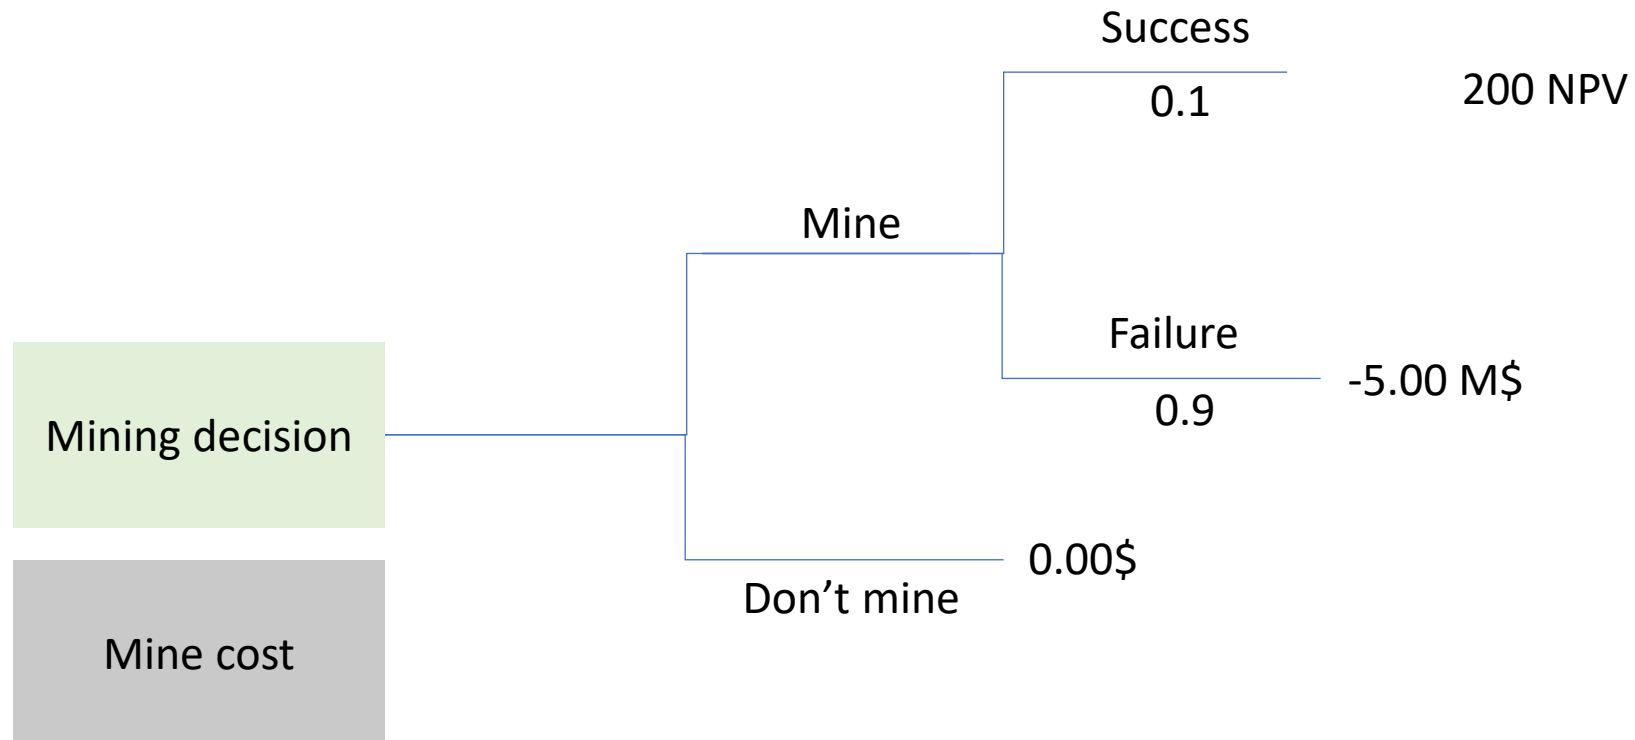 Success
0.1
200 NPV
Mine
Failure
0.9
-5.00 M$
Mining decision
0.00$
Don’t mine
Mine cost